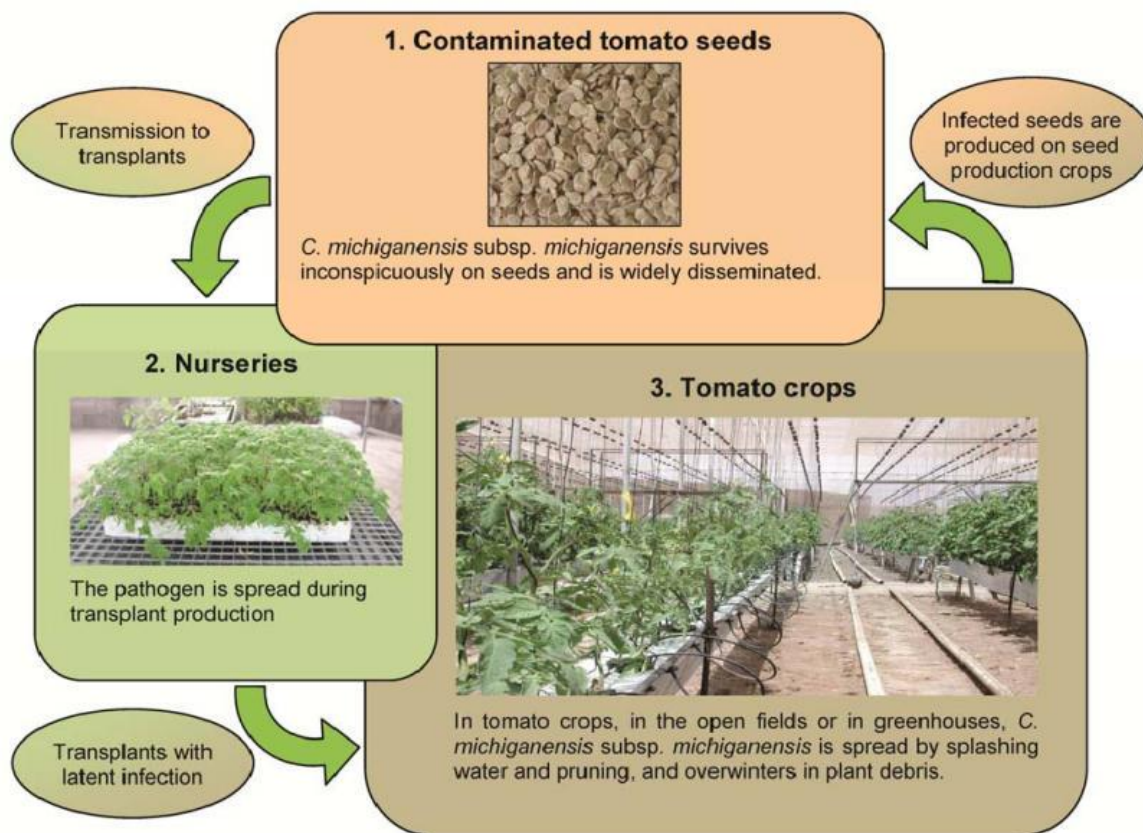 1. Contaminated tomato seeds
C. michiganensis subsp. michiganensis survives
inconspicuously on seeds and is widely disseminated.
Transmission to
transplants
2. Nurseries
The pathogen is spread during
transplant production
Transplants with
latent infection
3. Tomato crops
In tomato crops, in the open fields or in greenhouses, C.
michiganensis subsp. michiganensis is spread by splashing
water and pruning, and overwinters in plant debris.
Infected seeds are
produced on seed
production crops